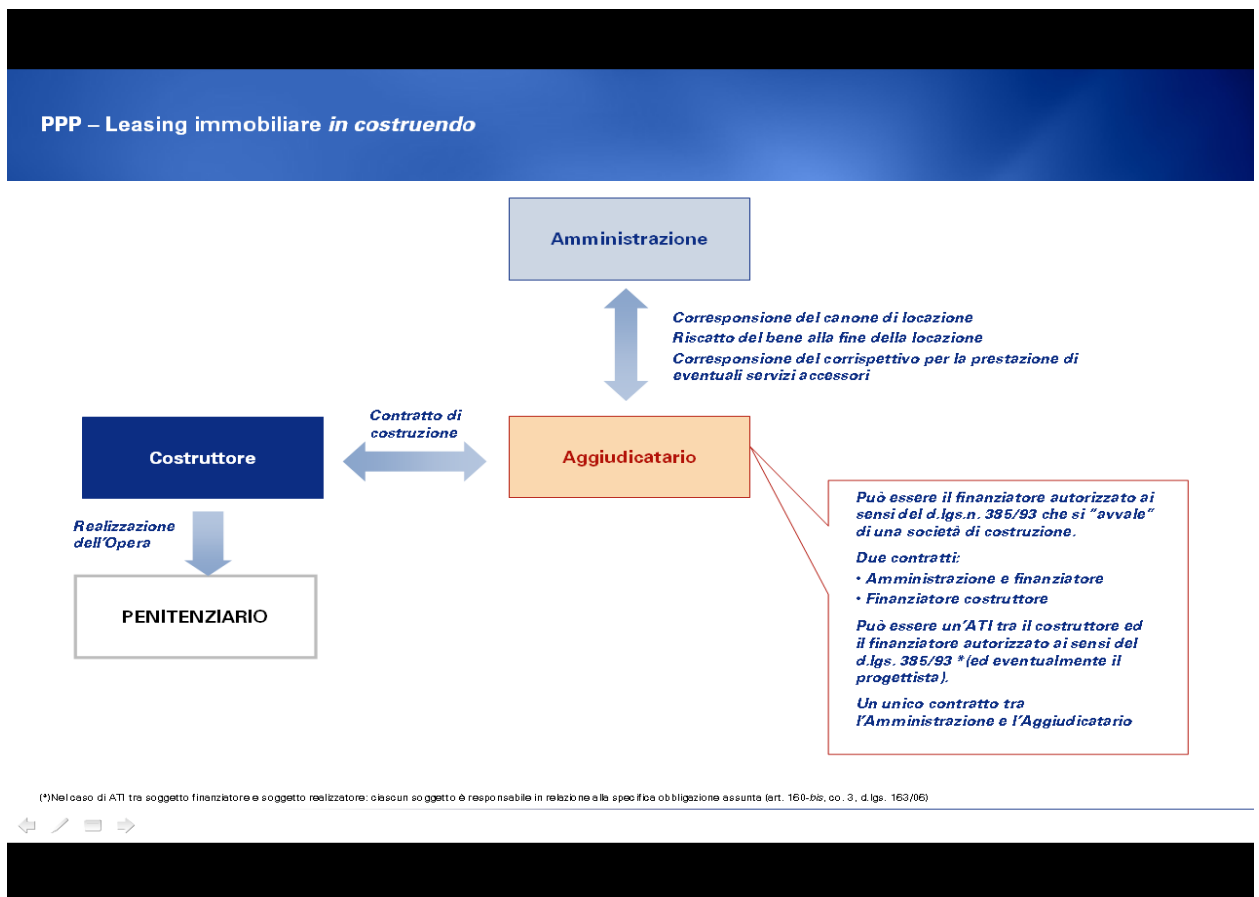 PPP – Leasing immobiliare in costruendo
Amministrazione
Corresponsione del canone di locazione
Riscatto del bene alla fine della locazione
Corresponsione del corrispettivo per la prestazione di
eventuali servizi accessori
Contratto di
costruzione
Costruttore
Aggiudicatario
Realizzazione
dell'Opera
PENITENZIARIO
Può essere il finanziatore autorizzato ai
sensi del d.lgs.n. 385/93 che si "avvale"
di una società di costruzione.
Due contratti:
• Amministrazione e finanziatore
• Finanziatore costruttore
Può essere un'ATI tra il costruttore ed
il finanziatore autorizzato ai sensi del
d.lgs. 385/93 *(ed eventualmente il
progettista).
Un unico contratto tra
l'Amministrazione e l'Aggiudicatario
(*)Nel caso di ATI tra soggetto finanziatore e soggetto realizzatore: ciascun soggetto è responsabile in relazione alla specifica obbligazione assunta (art. 160-bis, co. 3, d.lgs. 163/06)